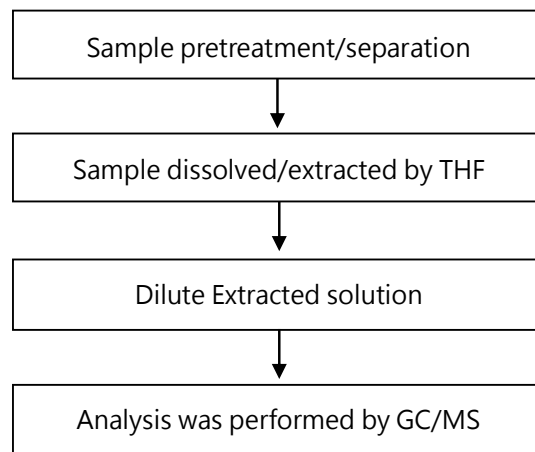 Sample pretreatment/separation
Sample dissolved/extracted by THF
Dilute Extracted solution
Analysis was performed by GC/MS